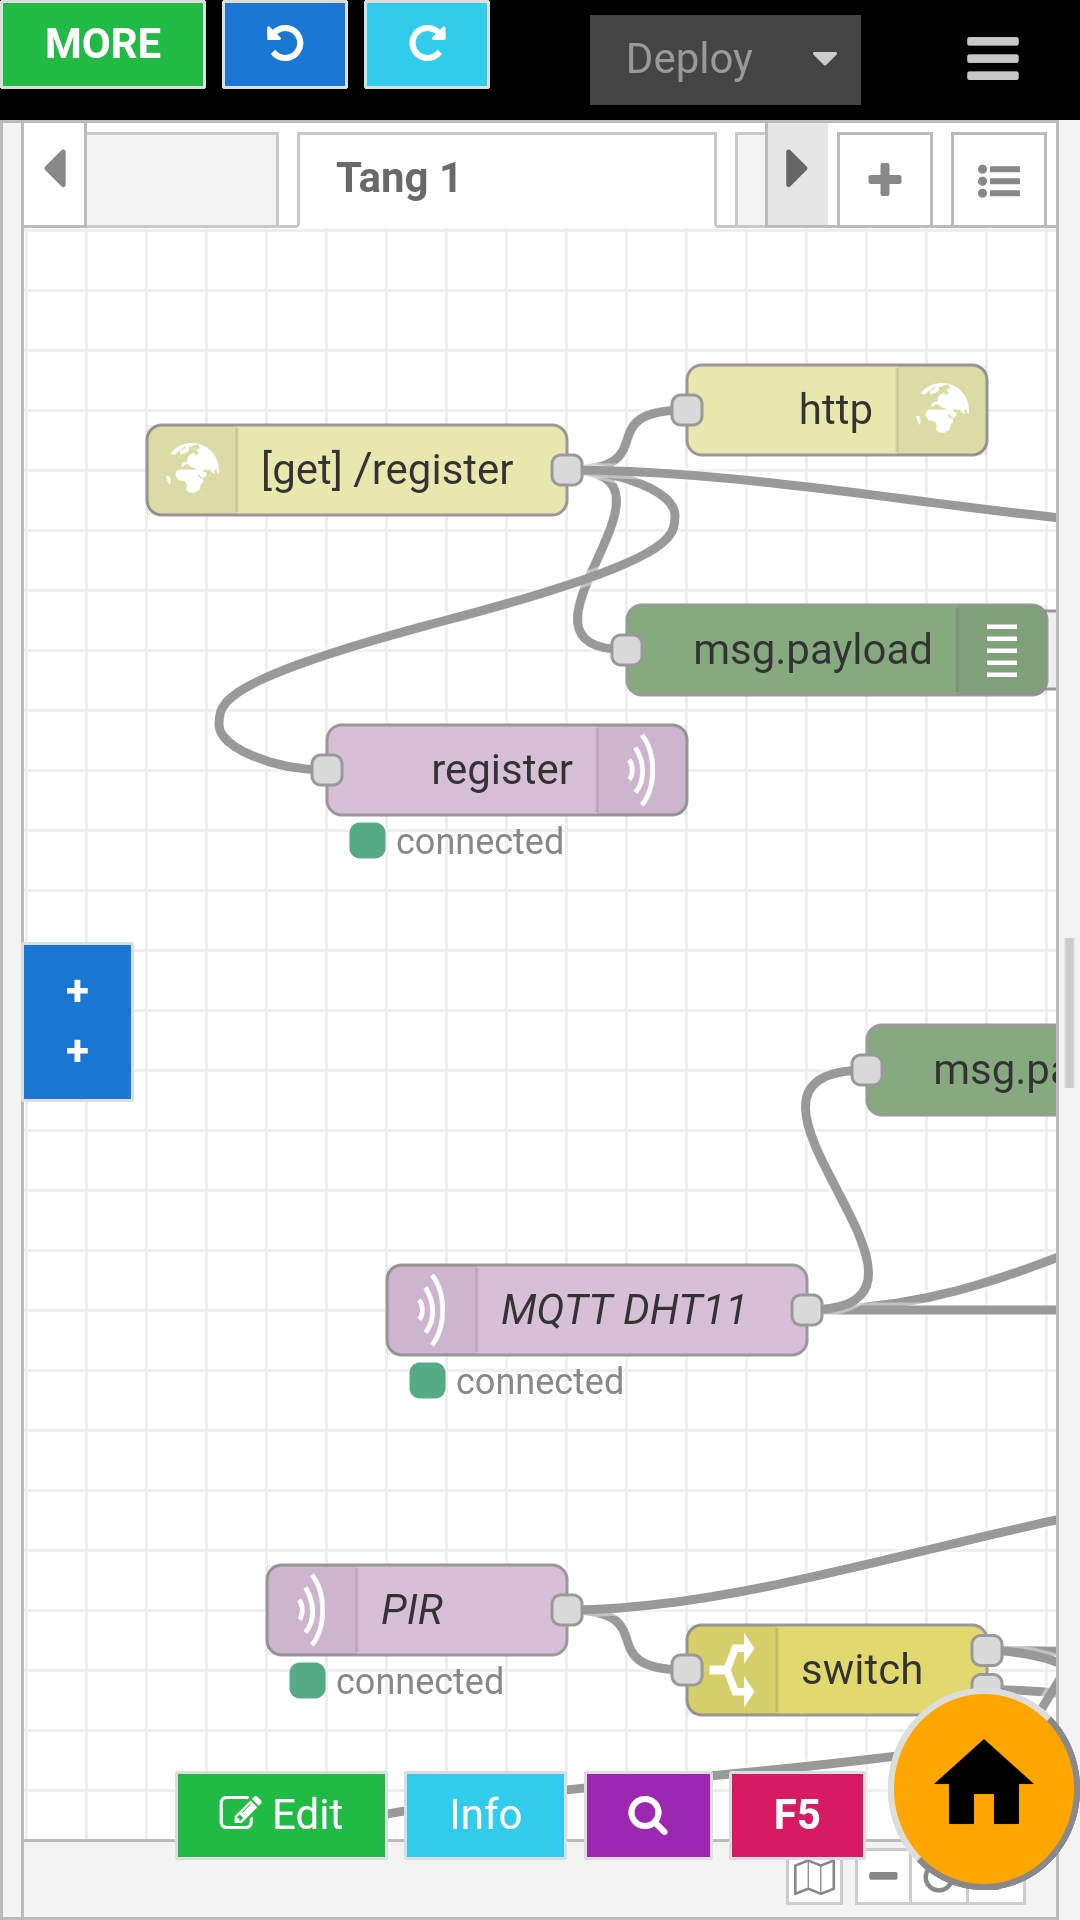 MORE
Deploy
Tang 1
http
[get] /register
msg.payload
register
connected
+
+
msg.pa
MQTT DHT11
connected
PIR
connected
switch
Edit
Info
F5